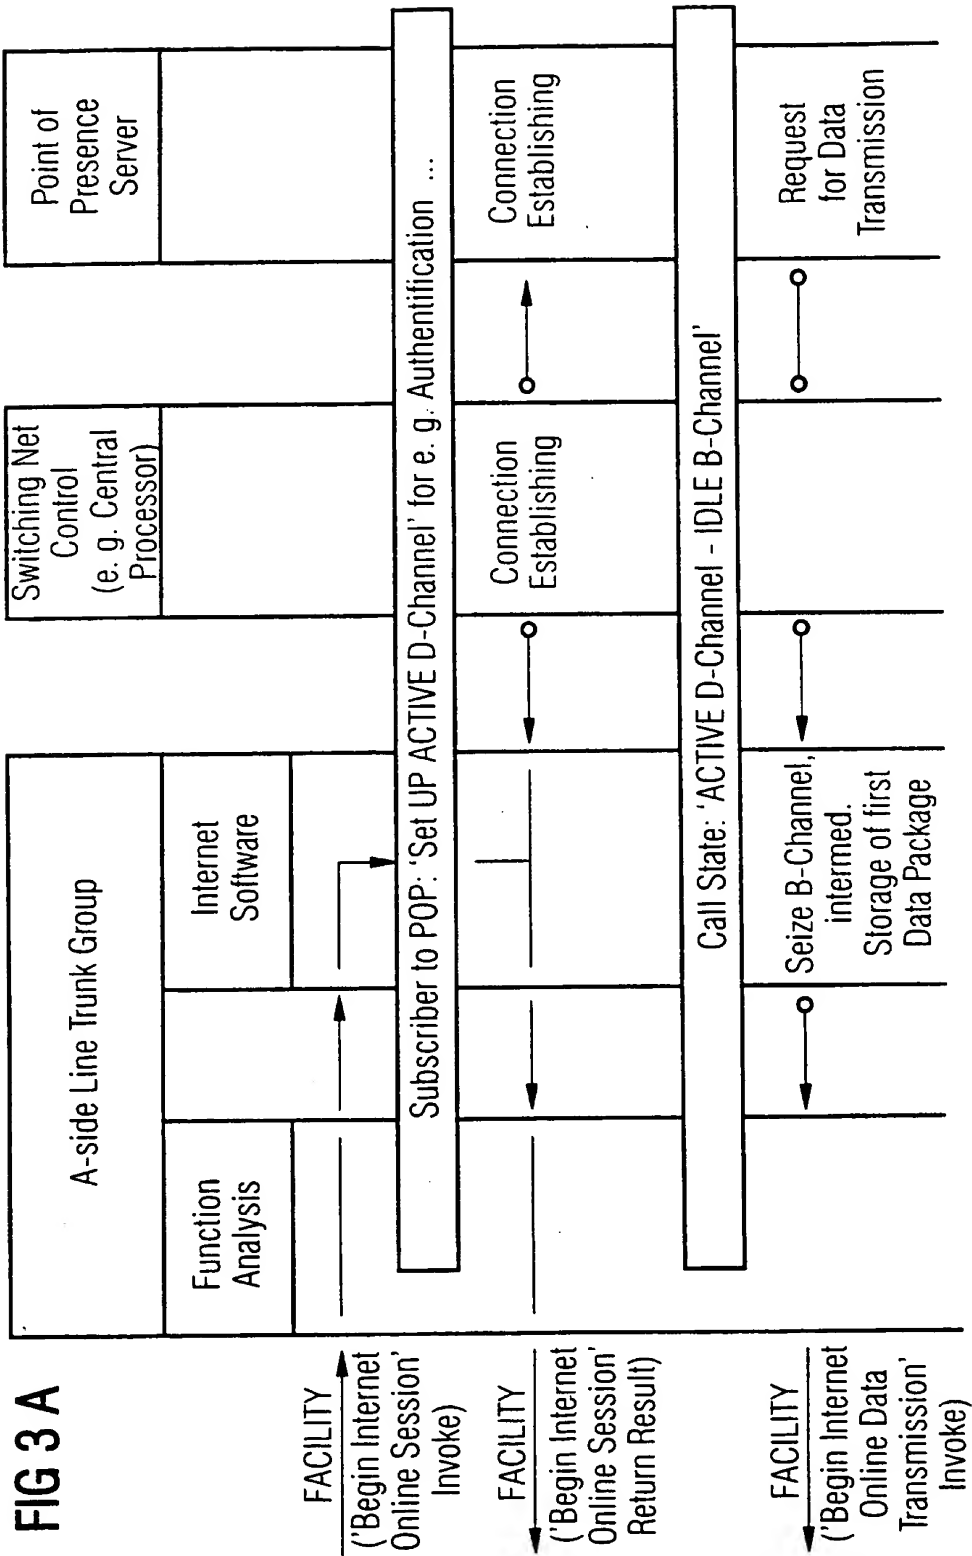 FIG 3 A
A-side Line Trunk Group
Function
Analysis
Internet
Software
Switching Net
Control
(e. g. Central
Processor)
Point of
Presence
Server
FACILITY
('Begin Internet
Online Session'
Invoke)
Subscriber to POP: 'Set UP ACTIVE D-Channel' for e. g. Authentification ...
FACILITY
('Begin Internet
Online Session'
Return Result)
Connection
Establishing
Connection
Establishing
Call State: 'ACTIVE D-Channel - IDLE B-Channel'
FACILITY
('Begin Internet
Online Data
Transmission'
Invoke)
Seize B-Channel,
intermed.
Storage of first
Data Package
Request
for Data
Transmission